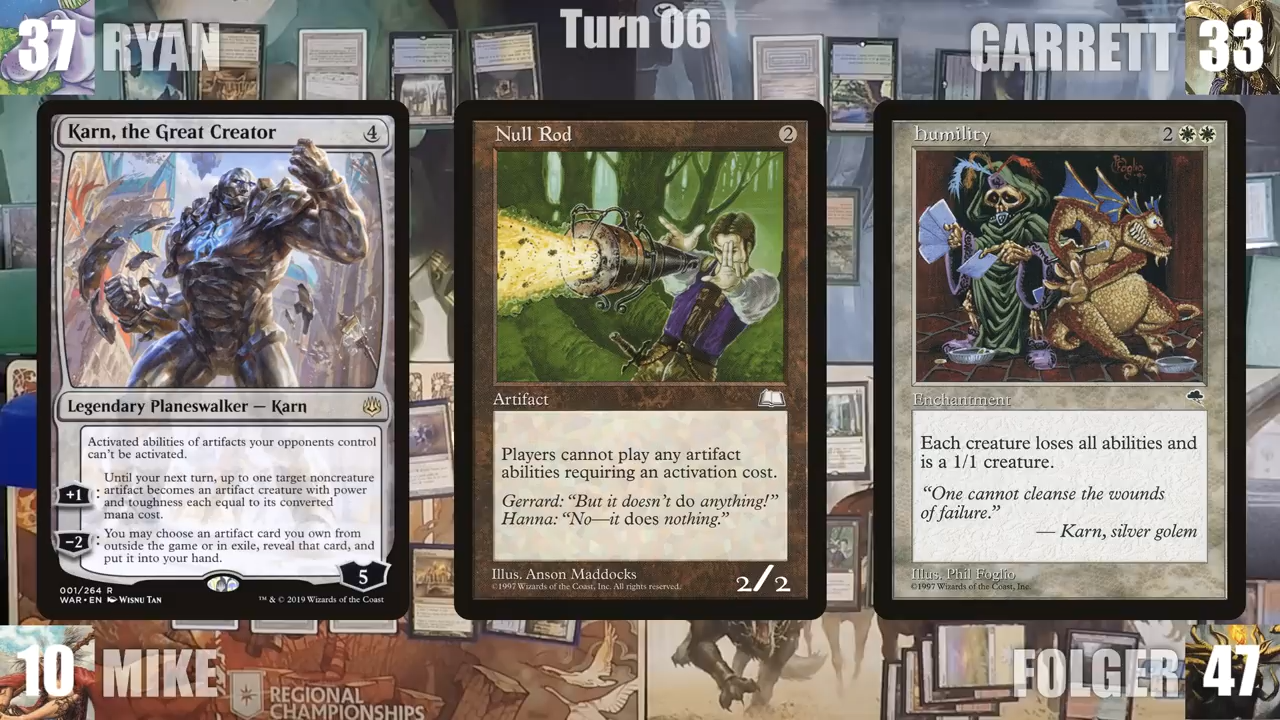 37 RYAN
Turn 06
GARRETT 33
Karn, the Great Creator 4
Legendary Planeswalker — Karn
Activated abilities of artifacts your opponents control
can't be activated.
+1: Until your next turn, up to one target noncreature
artifact becomes an artifact creature with power
and toughness each equal to its converted
mana cost.
−2: You may choose an artifact card you own from
outside the game or in exile, reveal that card, and
put it into your hand.
5
001/264 R
WAR • EN Wisnu Tan
™ & © 2019 Wizards of the Coast
Null Rod 2
Artifact
Players cannot play any artifact
abilities requiring an activation cost.
Gerrard: “But it doesn’t do anything!”
Hanna: “No—it does nothing.”
Illus. Anson Maddocks
©1997 Wizards of the Coast, Inc. All rights reserved.
2/2
Humility 2
Foglio
Enchantment
Each creature loses all abilities and
is a 1/1 creature.
“One cannot cleanse the wounds
of failure.”
— Karn, silver golem
Illus. Phil Foglio
©1997 Wizards of the Coast, Inc.
10 MIKE
REGIONAL
CHAMPIONSHIPS
FOLGER 47